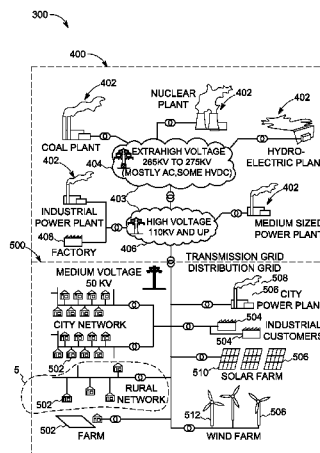 300
400
402
NUCLEAR
PLANT
402
402
COAL PLANT
HYDRO-
ELECTRIC PLANT
EXTRAHIGH VOLTAGE
265KV TO 275KV
(MOSTLY AC,SOME HVDC)
404
402
403
402
INDUSTRIAL
POWER PLANT
HIGH VOLTAGE
110KV AND UP
MEDIUM SIZED
POWER PLANT
408
FACTORY
406
500
TRANSMISSION GRID
DISTRIBUTION GRID
MEDIUM VOLTAGE
50 KV
508
508
CITY
POWER PLANT
CITY NETWORK
504
504
INDUSTRIAL
CUSTOMERS
5
502
502
RURAL
NETWORK
510
506
SOLAR FARM
502
FARM
512
506
WIND FARM